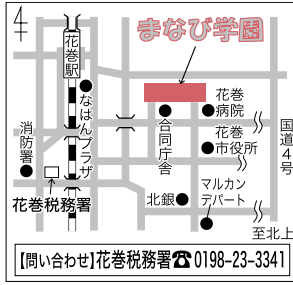 まなび学園
花巻駅
なはんプラザ
消防署
花巻税務署
合同庁舎
花巻
病院
花巻
市役所
国道4号
北銀
マルカン
デパート
至北上
【問い合わせ】花巻税務署☎0198-23-3341